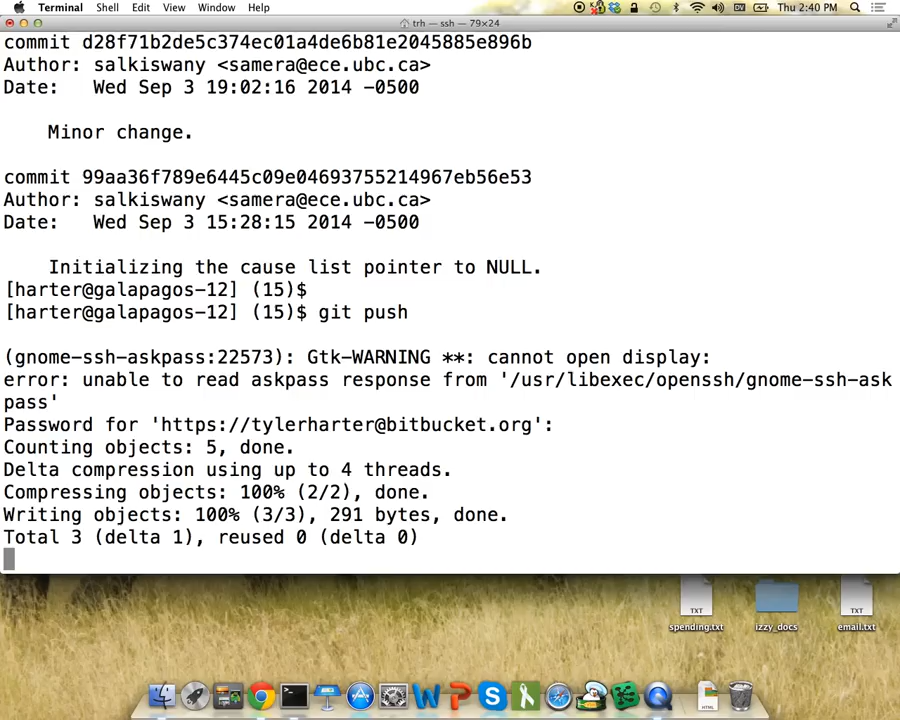 Terminal Shell Edit View Window Help Thu 2:40 PM
trh — ssh — 79×24
commit d28f71b2de5c374ec01a4de6b81e2045885e896b
Author: salkiswany <samera@ece.ubc.ca>
Date:   Wed Sep 3 19:02:16 2014 -0500
Minor change.
commit 99aa36f789e6445c09e04693755214967eb56e53
Author: salkiswany <samera@ece.ubc.ca>
Date:   Wed Sep 3 15:28:15 2014 -0500
Initializing the cause list pointer to NULL.
[harter@galapagos-12] (15)$
[harter@galapagos-12] (15)$ git push
(gnome-ssh-askpass:22573): Gtk-WARNING **: cannot open display:
error: unable to read askpass response from '/usr/libexec/openssh/gnome-ssh-ask
pass'
Password for 'https://tylerharter@bitbucket.org':
Counting objects: 5, done.
Delta compression using up to 4 threads.
Compressing objects: 100% (2/2), done.
Writing objects: 100% (3/3), 291 bytes, done.
Total 3 (delta 1), reused 0 (delta 0)
TXT TXT
spending.txt izzy_docs email.txt
HTML